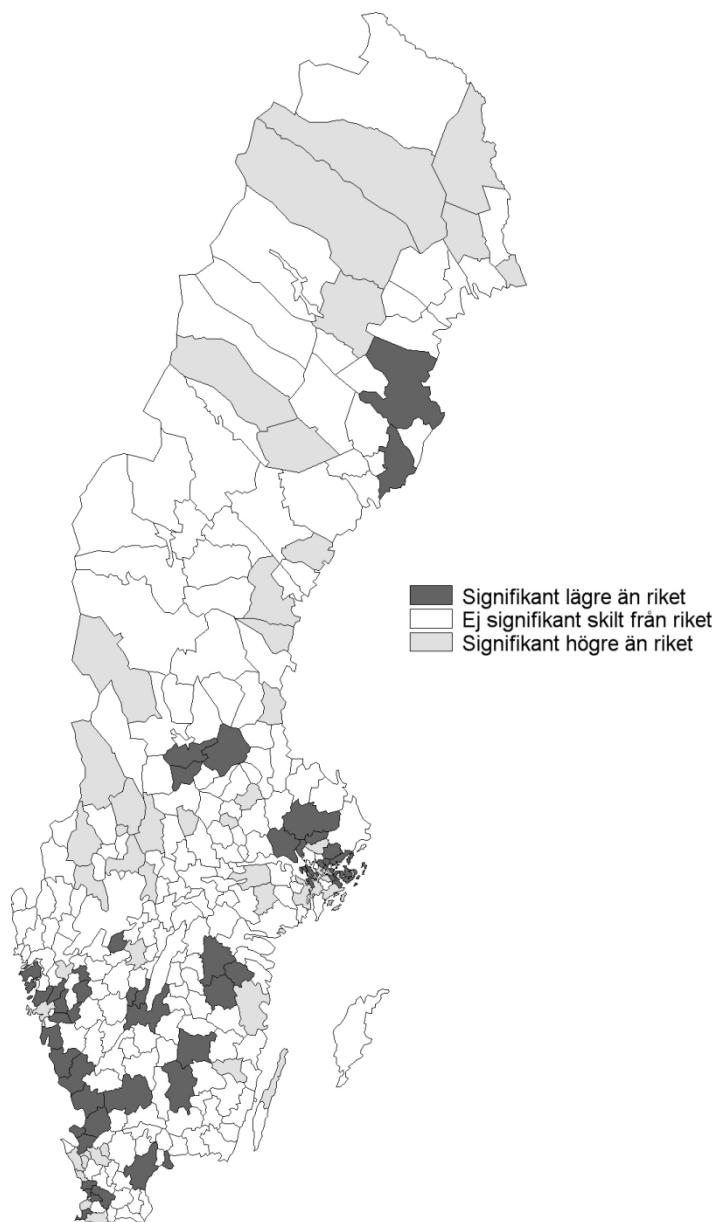 Signifikant lägre än riket
Ej signifikant skilt från riket
Signifikant högre än riket